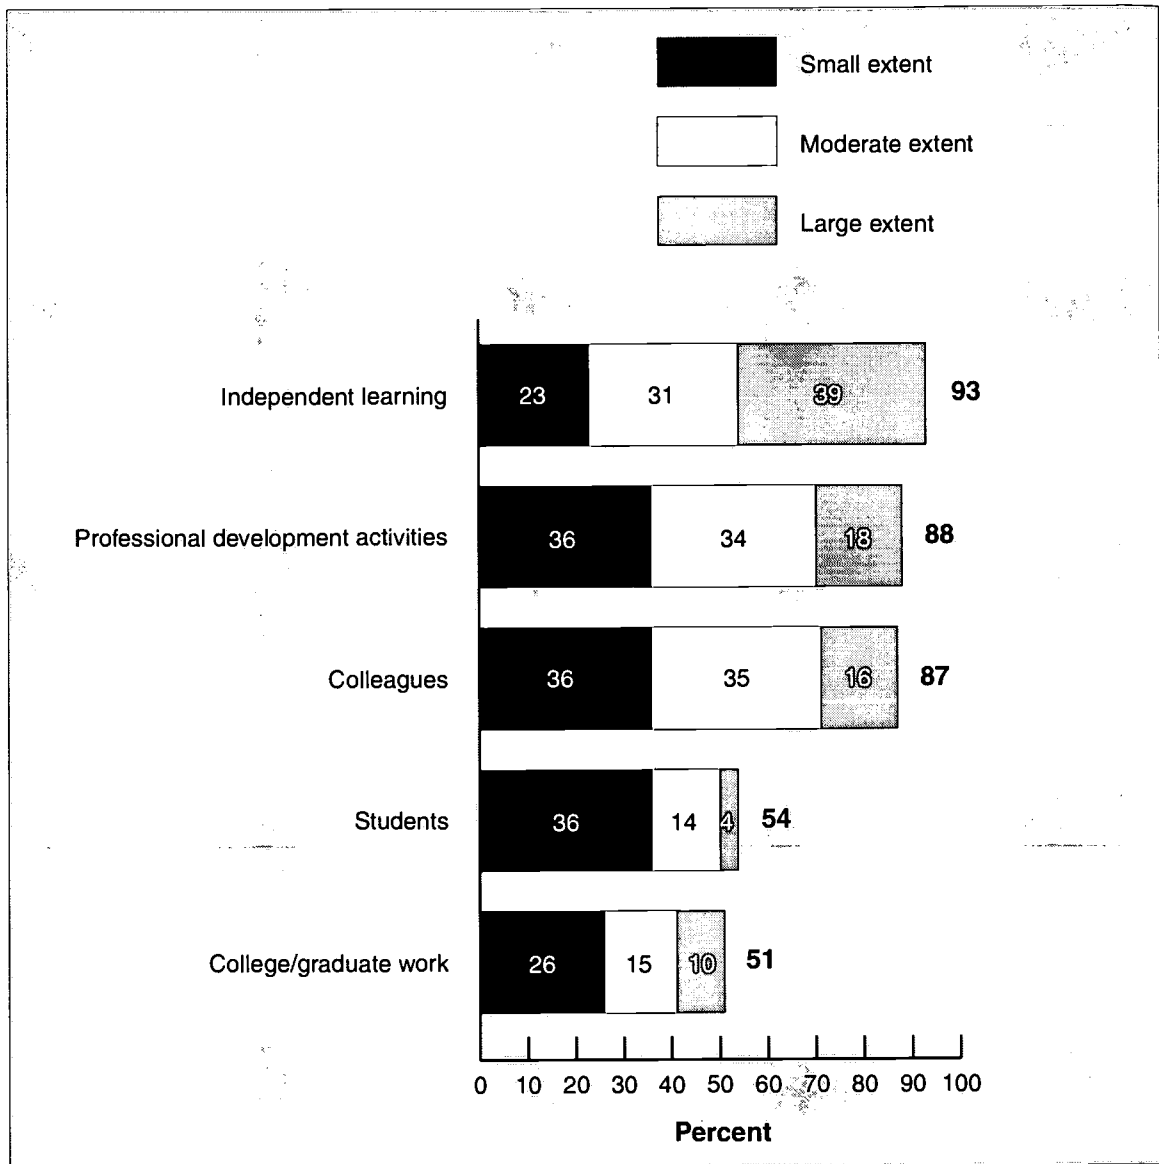 Small extent
Moderate extent
Large extent
Independent learning 23 31 39 93
Professional development activities 36 34 18 88
Colleagues 36 35 16 87
Students 36 14 4 54
College/graduate work 26 15 10 51
0 10 20 30 40 50 60 70 80 90 100
Percent